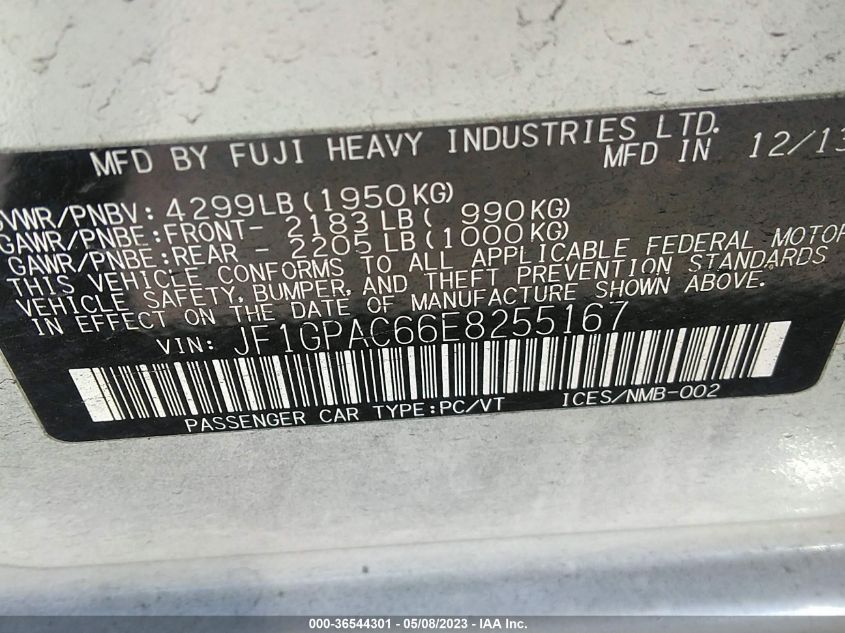 MFD BY FUJI HEAVY INDUSTRIES LTD.
MFD IN 12/13
GVWR/PNBV: 4299LB (1950KG)
GAWR/PNBE:FRONT- 2183 LB ( 990KG)
GAWR/PNBE:REAR - 2205 LB (1000KG)
THIS VEHICLE CONFORMS TO ALL APPLICABLE FEDERAL MOTOR
VEHICLE SAFETY, BUMPER, AND THEFT PREVENTION STANDARDS
IN EFFECT ON THE DATE OF MANUFACTURE SHOWN ABOVE.
VIN: JF1GPAC66E8255167
PASSENGER CAR TYPE:PC/VT ICES/NMB-002
000-36544301 - 05/08/2023 - IAA Inc.